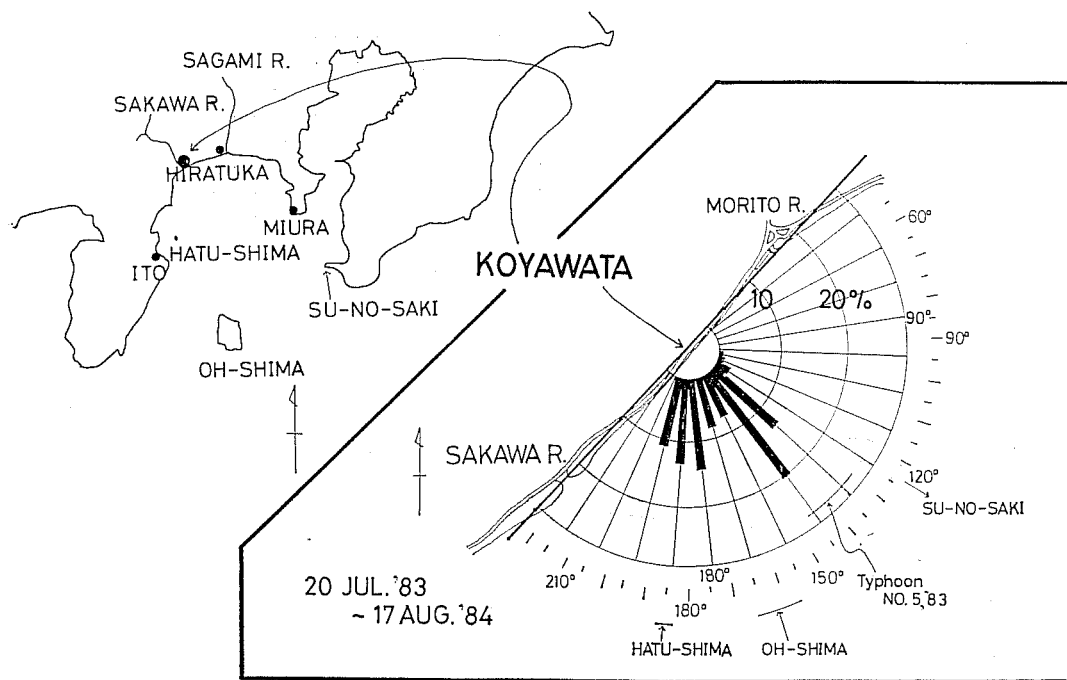 SAGAMI R.
SAKAWA R.
HIRATUKA
MIURA
HATU-SHIMA
ITO
SU-NO-SAKI
OH-SHIMA
KOYAWATA
MORITO R.
60°
10
20%
90°
90°
SAKAWA R.
120°
SU-NO-SAKI
Typhoon
NO. 5,'83
150°
180°
210°
180°
20 JUL.'83
~ 17 AUG.'84
HATU-SHIMA
OH-SHIMA